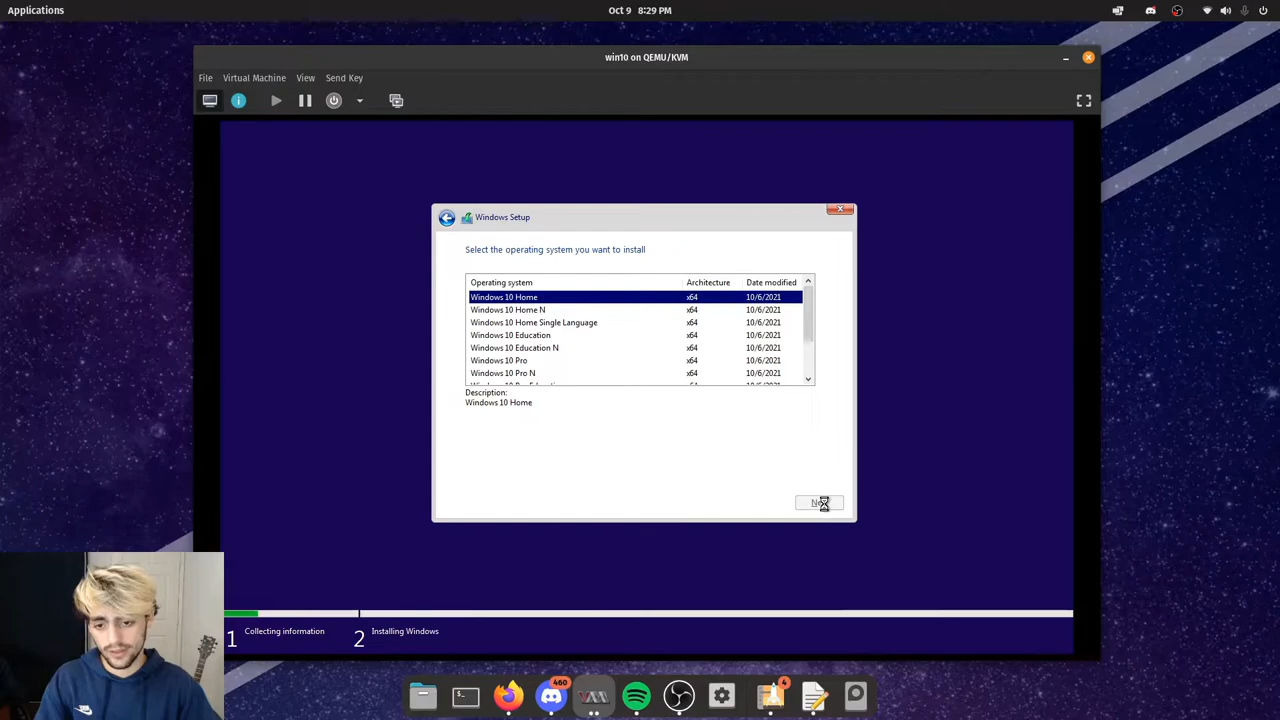 Applications
Oct 9 8:29 PM
win10 on QEMU/KVM
File Virtual Machine View Send Key
Windows Setup
Select the operating system you want to install
Operating system Architecture Date modified
Windows 10 Home x64 10/6/2021
Windows 10 Home N x64 10/6/2021
Windows 10 Home Single Language x64 10/6/2021
Windows 10 Education x64 10/6/2021
Windows 10 Education N x64 10/6/2021
Windows 10 Pro x64 10/6/2021
Windows 10 Pro N x64 10/6/2021
Description:
Windows 10 Home
1 Collecting information 2 Installing Windows
460
4